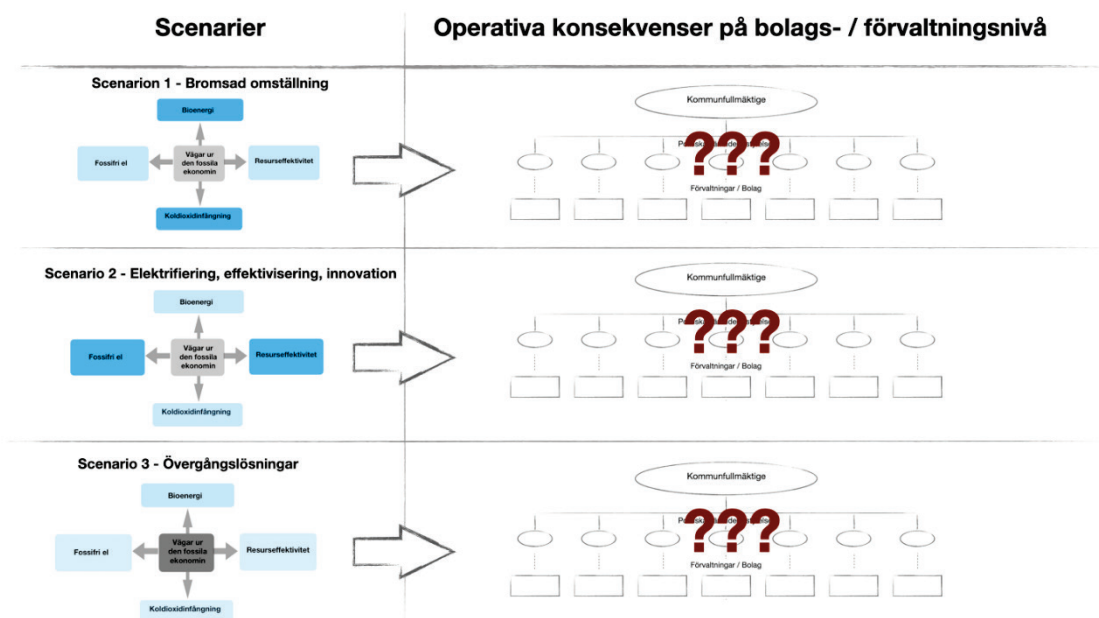 Scenarier
Operativa konsekvenser på bolags- / förvaltningsnivå
Scenarion 1 - Bromsad omställning
Bioenergi
Fossifri el
Vägar ur
den fossila
ekonomin
Resurseffektivitet
Koldioxidinfångning
Kommunfullmäktige
???
Förvaltningar / Bolag
Scenario 2 - Elektrifiering, effektivisering, innovation
Bioenergi
Fossifri el
Vägar ur
den fossila
ekonomin
Resurseffektivitet
Koldioxidinfångning
Kommunfullmäktige
???
Förvaltningar / Bolag
Scenario 3 - Övergångslösningar
Bioenergi
Fossifri el
Vägar ur
den fossila
ekonomin
Resurseffektivitet
Koldioxidinfångning
Kommunfullmäktige
???
Förvaltningar / Bolag